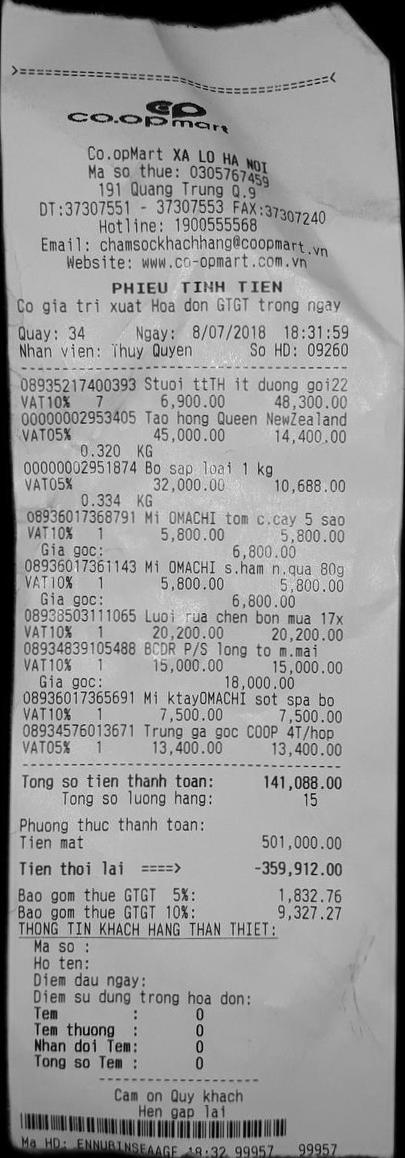 co.opmart
Co.opMart XA LO HA NOI
Ma so thue: 0305767459
191 Quang Trung Q.9
DT:37307551 - 37307553 FAX:37307240
Hotline: 1900555568
Email: chamsockhachhang@coopmart.vn
Website: www.co-opmart.com.vn
PHIEU TINH TIEN
Co gia tri xuat Hoa don GTGT trong ngay
Quay: 34 Ngay: 8/07/2018 18:31:59
Nhan vien: Thuy Quyen So HD: 09260
08935217400393 Stuoi ttTH it duong goi22
VAT10% 7 6,900.00 48,300.00
00000002953405 Tao hong Queen NewZealand
VAT05% 45,000.00 14,400.00
0.320 KG
00000002951874 Bo sap loai 1 kg
VAT05% 32,000.00 10,688.00
0.334 KG
08936017368791 Mi OMACHI tom c.cay 5 sao
VAT10% 1 5,800.00 5,800.00
Gia goc: 6,800.00
08936017361143 Mi OMACHI s.ham n.qua 80g
VAT10% 1 5,800.00 5,800.00
Gia goc: 6,800.00
08938503111065 Luoi rua chen bon mua 17x
VAT10% 1 20,200.00 20,200.00
08934839105488 BCDR P/S long to m.mai
VAT10% 1 15,000.00 15,000.00
Gia goc: 18,000.00
08936017365691 Mi ktayOMACHI sot spa bo
VAT10% 1 7,500.00 7,500.00
08934576013671 Trung ga goc COOP 4T/hop
VAT05% 1 13,400.00 13,400.00
Tong so tien thanh toan: 141,088.00
Tong so luong hang: 15
Phuong thuc thanh toan:
Tien mat 501,000.00
Tien thoi lai ====> -359,912.00
Bao gom thue GTGT 5%: 1,832.76
Bao gom thue GTGT 10%: 9,327.27
THONG TIN KHACH HANG THAN THIET:
Ma so :
Ho ten:
Diem dau ngay:
Diem su dung trong hoa don:
Tem : 0
Tem thuong : 0
Nhan doi Tem: 0
Tong so Tem : 0
Cam on Quy khach
Hen gap lai
Ma HD: 18:32 99957 99957